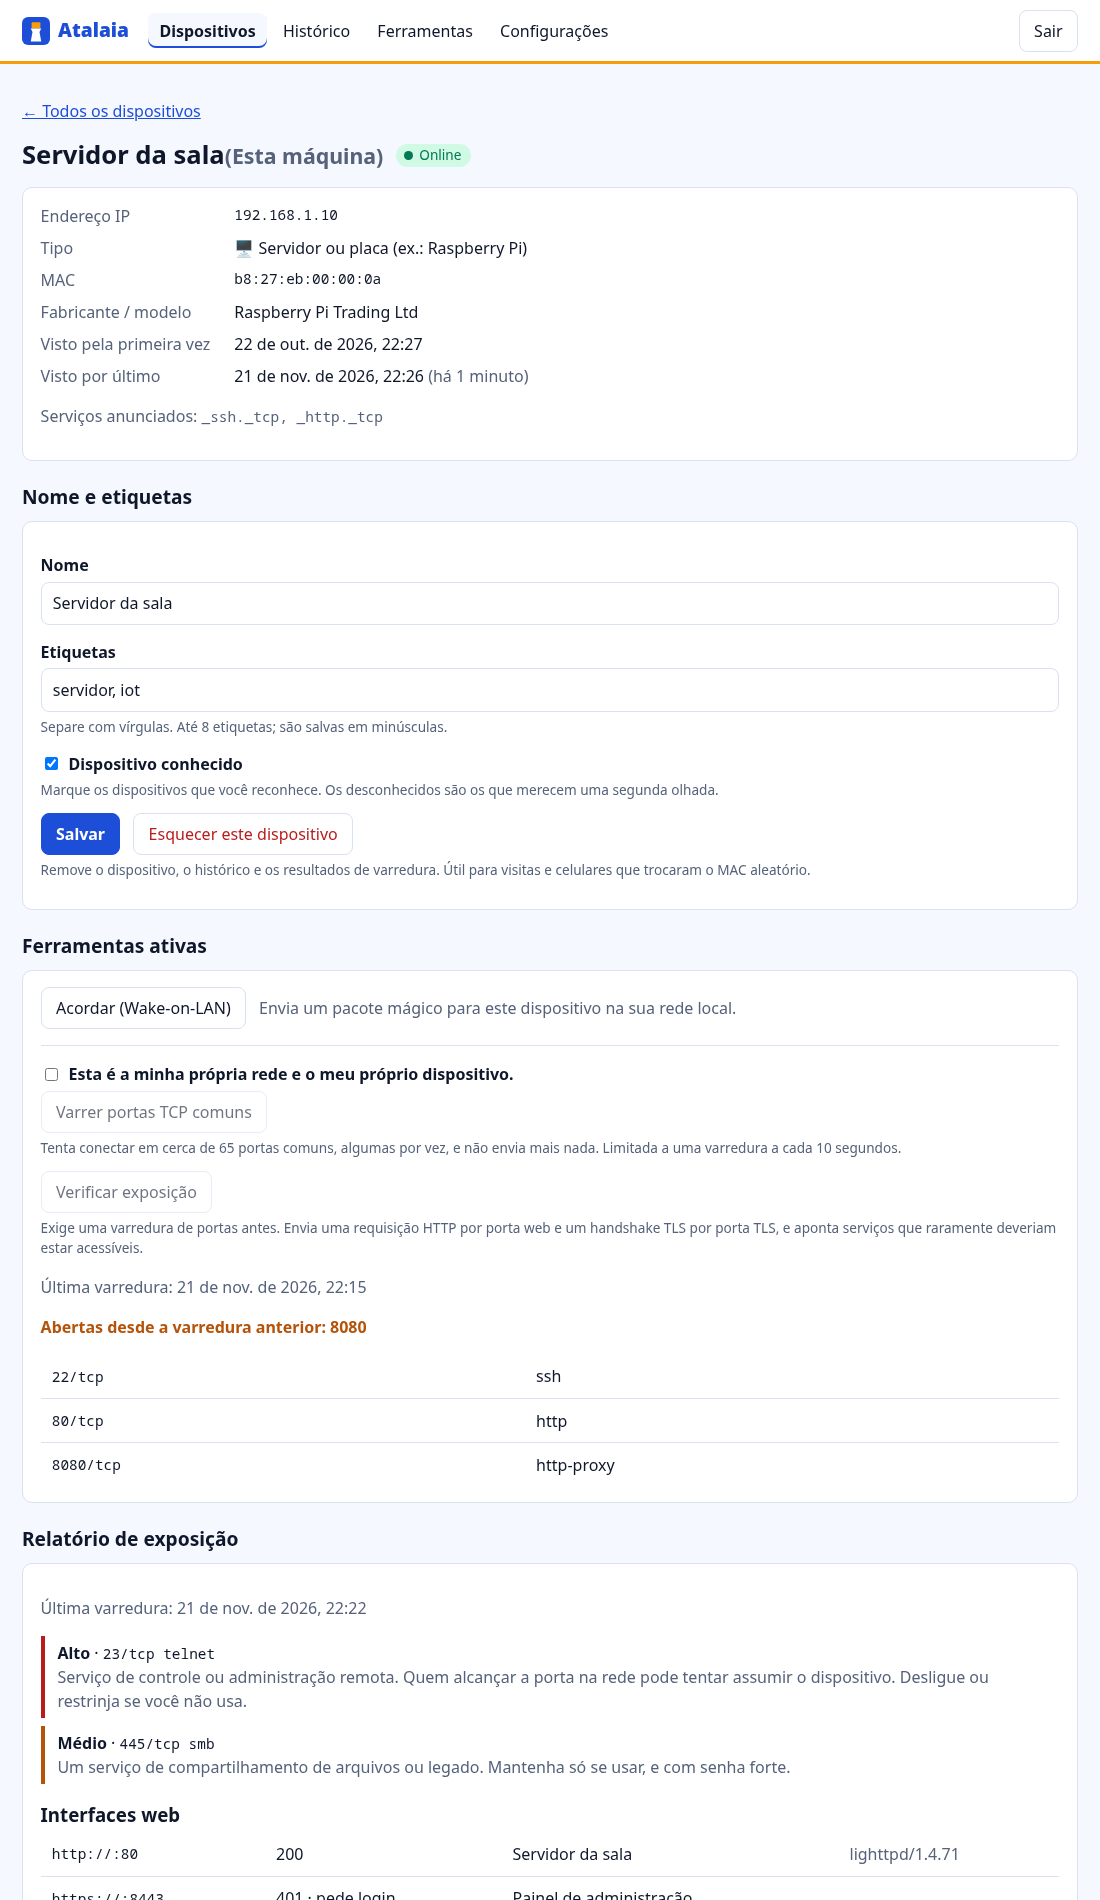 Atalaia Dispositivos Histórico Ferramentas Configurações Sair
← Todos os dispositivos
Servidor da sala(Esta máquina) Online
Endereço IP 192.168.1.10
Tipo Servidor ou placa (ex.: Raspberry Pi)
MAC b8:27:eb:00:00:0a
Fabricante / modelo Raspberry Pi Trading Ltd
Visto pela primeira vez 22 de out. de 2026, 22:27
Visto por último 21 de nov. de 2026, 22:26 (há 1 minuto)
Serviços anunciados: _ssh._tcp, _http._tcp
Nome e etiquetas
Nome
Servidor da sala
Etiquetas
servidor, iot
Separe com vírgulas. Até 8 etiquetas; são salvas em minúsculas.
Dispositivo conhecido
Marque os dispositivos que você reconhece. Os desconhecidos são os que merecem uma segunda olhada.
Salvar Esquecer este dispositivo
Remove o dispositivo, o histórico e os resultados de varredura. Útil para visitas e celulares que trocaram o MAC aleatório.
Ferramentas ativas
Acordar (Wake-on-LAN) Envia um pacote mágico para este dispositivo na sua rede local.
Esta é a minha própria rede e o meu próprio dispositivo.
Varrer portas TCP comuns
Tenta conectar em cerca de 65 portas comuns, algumas por vez, e não envia mais nada. Limitada a uma varredura a cada 10 segundos.
Verificar exposição
Exige uma varredura de portas antes. Envia uma requisição HTTP por porta web e um handshake TLS por porta TLS, e aponta serviços que raramente deveriam
estar acessíveis.
Última varredura: 21 de nov. de 2026, 22:15
Abertas desde a varredura anterior: 8080
22/tcp ssh
80/tcp http
8080/tcp http-proxy
Relatório de exposição
Última varredura: 21 de nov. de 2026, 22:22
Alto · 23/tcp telnet
Serviço de controle ou administração remota. Quem alcançar a porta na rede pode tentar assumir o dispositivo. Desligue ou
restrinja se você não usa.
Médio · 445/tcp smb
Um serviço de compartilhamento de arquivos ou legado. Mantenha só se usar, e com senha forte.
Interfaces web
http://:80 200 Servidor da sala lighttpd/1.4.71
https://:8443 401 · pede login Painel de administração